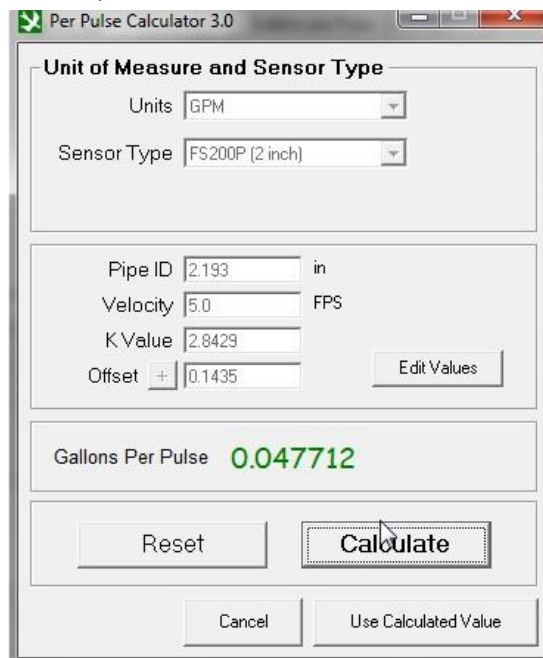 Per Pulse Calculator 3.0
Unit of Measure and Sensor Type
Units GPM
Sensor Type FS200P (2 inch)
Pipe ID 2.193 in
Velocity 5.0 FPS
K Value 2.8429
Offset + 0.1435 Edit Values
Gallons Per Pulse 0.047712
Reset Calculate
Cancel Use Calculated Value